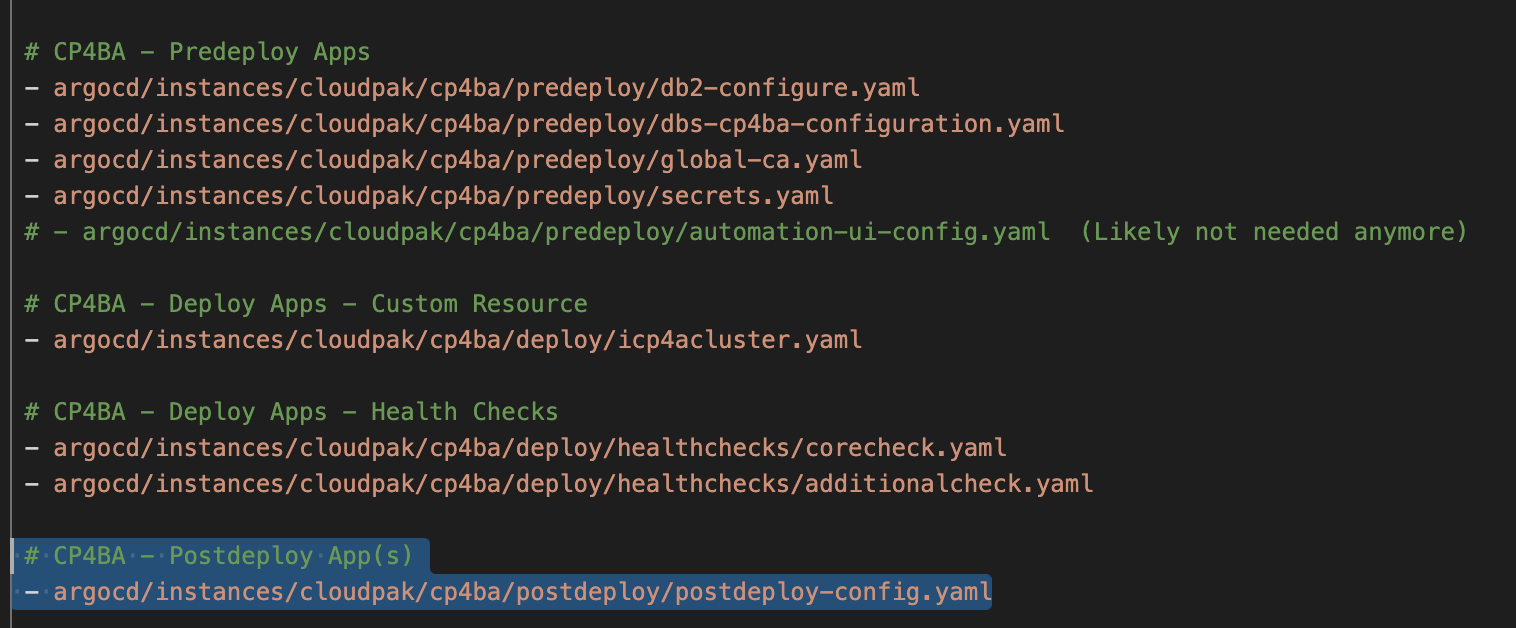 # CP4BA - Predeploy Apps
- argocd/instances/cloudpak/cp4ba/predeploy/db2-configure.yaml
- argocd/instances/cloudpak/cp4ba/predeploy/dbs-cp4ba-configuration.yaml
- argocd/instances/cloudpak/cp4ba/predeploy/global-ca.yaml
- argocd/instances/cloudpak/cp4ba/predeploy/secrets.yaml
# - argocd/instances/cloudpak/cp4ba/predeploy/automation-ui-config.yaml  (Likely not needed anymore)
# CP4BA - Deploy Apps - Custom Resource
- argocd/instances/cloudpak/cp4ba/deploy/icp4acluster.yaml
# CP4BA - Deploy Apps - Health Checks
- argocd/instances/cloudpak/cp4ba/deploy/healthchecks/corecheck.yaml
- argocd/instances/cloudpak/cp4ba/deploy/healthchecks/additionalcheck.yaml
# CP4BA - Postdeploy App(s)
- argocd/instances/cloudpak/cp4ba/postdeploy/postdeploy-config.yaml